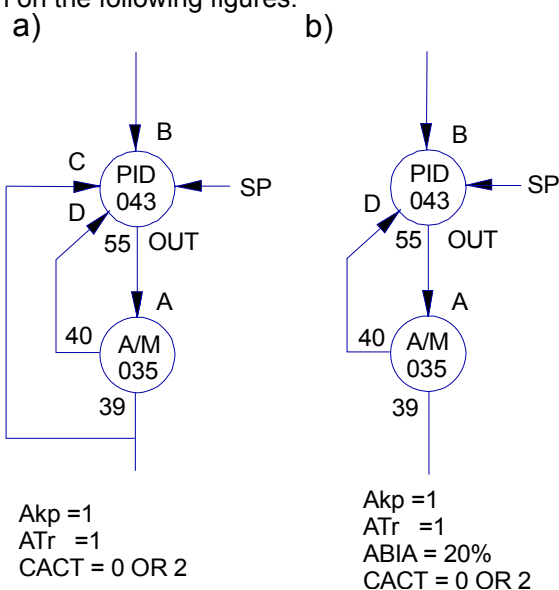 on the following figures:
a)
b)
B
C
PID
043
SP
D
55
OUT
A
40
A/M
035
39
Akp =1
ATr =1
CACT = 0 OR 2
B
PID
043
SP
D
55
OUT
A
40
A/M
035
39
Akp =1
ATr =1
ABIA = 20%
CACT = 0 OR 2